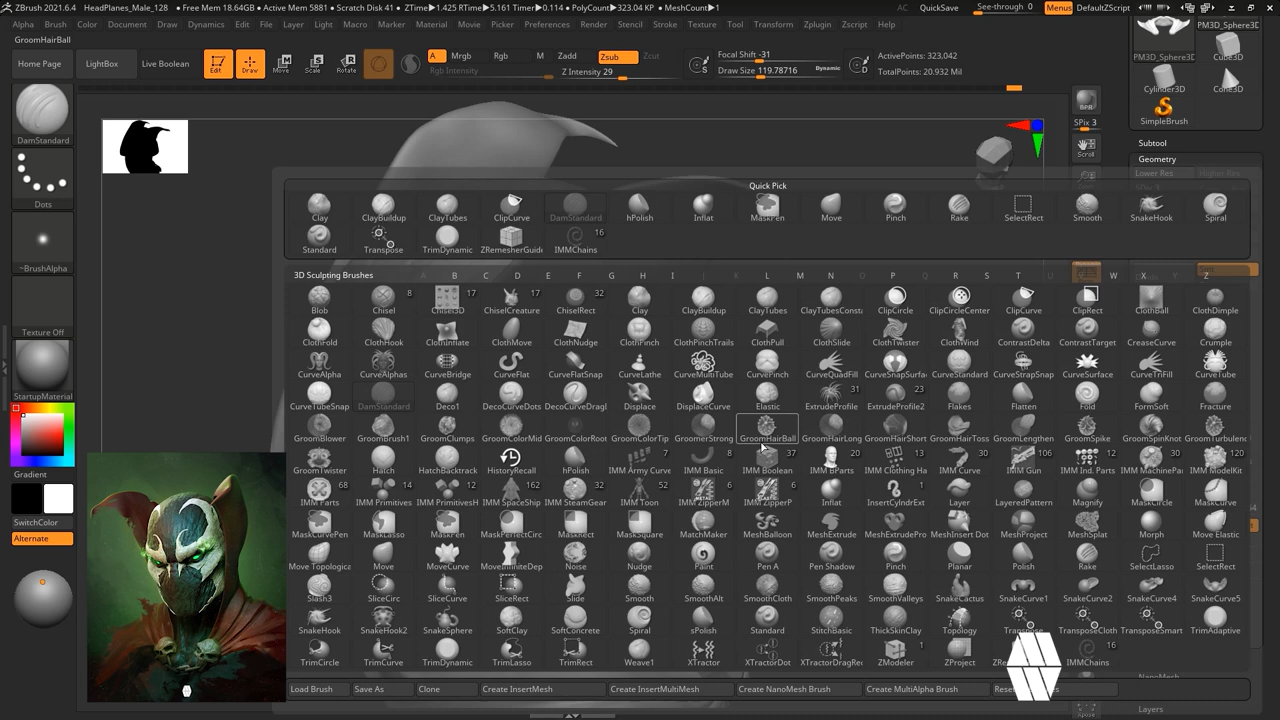 ZBrush 2021.6.4 HeadPlanes_Male_128 • Free Mem 18.64GB • Active Mem 5881 • Scratch Disk 41 • ZTime▶1.425 RTime▶5.161 Timer▶0.114 • PolyCount▶323.04 KP • MeshCount▶1 AC QuickSave See-through 0 Menus DefaultZScript
Alpha Brush Color Document Draw Dynamics Edit File Layer Light Macro Marker Material Movie Picker Preferences Render Stencil Stroke Texture Tool Transform Zplugin Zscript Help
GroomHairBall
Home Page LightBox Live Boolean Edit Draw Move Scale Rotate A Mrgb Rgb M Zadd Zsub Zcut Focal Shift -31 ActivePoints: 323,042
Rgb Intensity Z Intensity 29 Draw Size 119.78716 Dynamic TotalPoints: 20.932 Mil
S D
PM3D_Sphere3D
PM3D_Sphere3D Cube3D
Cylinder3D Cone3D
SimpleBrush
BPR
SPix 3
Scroll
Subtool
Geometry
Lower Res Higher Res
DamStandard
Dots
~BrushAlpha
Texture Off
StartupMaterial
Gradient
SwitchColor
Alternate
Quick Pick
Clay ClayBuildup ClayTubes ClipCurve DamStandard hPolish Inflat MaskPen Move Pinch Rake SelectRect Smooth SnakeHook Spiral
16
Standard Transpose TrimDynamic ZRemesherGuide IMMChains
3D Sculpting Brushes A B C D E F G H I J K L M N O P Q R S T U V W X Y Z
8 17 17 32
Blob Chisel Chisel3D ChiselCreature ChiselRect Clay ClayBuildup ClayTubes ClayTubesConsta ClipCircle ClipCircleCenter ClipCurve ClipRect ClothBall ClothDimple
ClothFold ClothHook ClothInflate ClothMove ClothNudge ClothPinch ClothPinchTrails ClothPull ClothSlide ClothTwister ClothWind ContrastDelta ContrastTarget CreaseCurve Crumple
CurveAlpha CurveAlphas CurveBridge CurveFlat CurveFlatSnap CurveLathe CurveMultiTube CurvePinch CurveQuadFill CurveSnapSurfa CurveStandard CurveStrapSnap CurveSurface CurveTriFill CurveTube
31 23
CurveTubeSnap DamStandard Deco1 DecoCurveDots DecoCurveDragl Displace DisplaceCurve Elastic ExtrudeProfile ExtrudeProfile2 Flakes Flatten Fold FormSoft Fracture
GroomBlower GroomBrush1 GroomClumps GroomColorMid GroomColorRoot GroomColorTip GroomerStrong GroomHairBall GroomHairLong GroomHairShort GroomHairToss GroomLengthen GroomSpike GroomSpinKnot GroomTurbulenc
7 8 37 20 13 106 12 37 120
GroomTwister Hatch HatchBacktrack HistoryRecall hPolish IMM Army Curve IMM Basic IMM Boolean IMM BParts IMM Clothing Ha IMM Curve IMM Gun IMM Ind. Parts IMM MachinePa IMM ModelKit
68 14 12 162 32 52 6 6 1
IMM Parts IMM Primitives IMM PrimitivesH IMM SpaceShip IMM SteamGear IMM Toon IMM ZipperM IMM ZipperP Inflat InsertCylndrExt Layer LayeredPattern Magnify MaskCircle MaskCurve
MaskCurvePen MaskLasso MaskPen MaskPerfectCirc MaskRect MaskSquare MatchMaker MeshBalloon MeshExtrude MeshExtrudePro MeshInsert Dot MeshProject MeshSplat Morph Move Elastic
Move Topologica Move MoveCurve MoveInfiniteDep Noise Nudge Paint Pen A Pen Shadow Pinch Planar Polish Rake SelectLasso SelectRect
Slash3 SliceCirc SliceCurve SliceRect Slide Smooth SmoothAlt SmoothCloth SmoothPeaks SmoothValleys SnakeCactus SnakeCurve1 SnakeCurve2 SnakeCurve4 SnakeCurve5
SnakeHook SnakeHook2 SnakeSphere SoftClay SoftConcrete Spiral sPolish Standard StitchBasic ThickSkinClay Topology Transpose TransposeCloth TransposeSmart TrimAdaptive
1 16
TrimCircle TrimCurve TrimDynamic TrimLasso TrimRect Weave1 XTractor XTractorDot XTractorDragRec ZModeler ZProject IMMChains
Load Brush Save As Clone Create InsertMesh Create InsertMultiMesh Create NanoMesh Brush Create MultiAlpha Brush
NanoMesh
Layers
Xpose